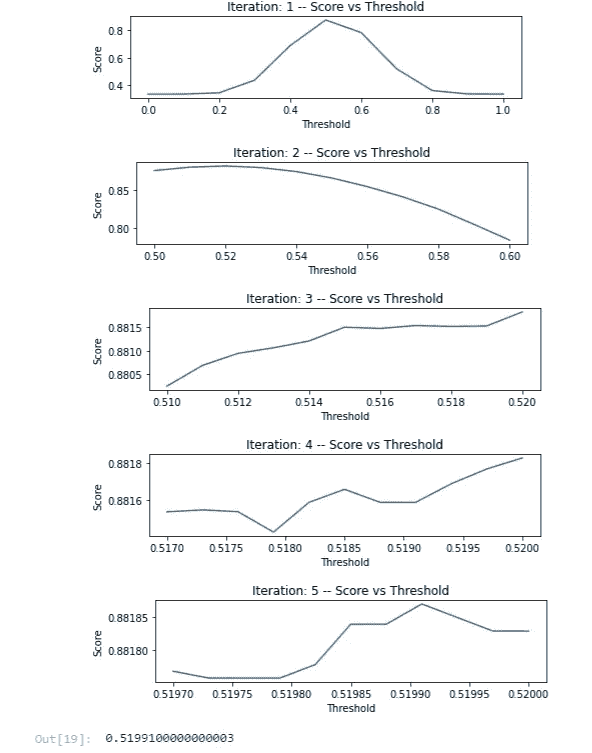 Iteration: 1 -- Score vs Threshold
0.8
0.6
0.4
Score
0.0 0.2 0.4 0.6 0.8 1.0
Threshold
Iteration: 2 -- Score vs Threshold
0.85
0.80
Score
0.50 0.52 0.54 0.56 0.58 0.60
Threshold
Iteration: 3 -- Score vs Threshold
0.8815
0.8810
0.8805
Score
0.510 0.512 0.514 0.516 0.518 0.520
Threshold
Iteration: 4 -- Score vs Threshold
0.8818
0.8816
Score
0.5170 0.5175 0.5180 0.5185 0.5190 0.5195 0.5200
Threshold
Iteration: 5 -- Score vs Threshold
0.88185
0.88180
Score
0.51970 0.51975 0.51980 0.51985 0.51990 0.51995 0.52000
Threshold
Out[19]: 0.5199100000000003